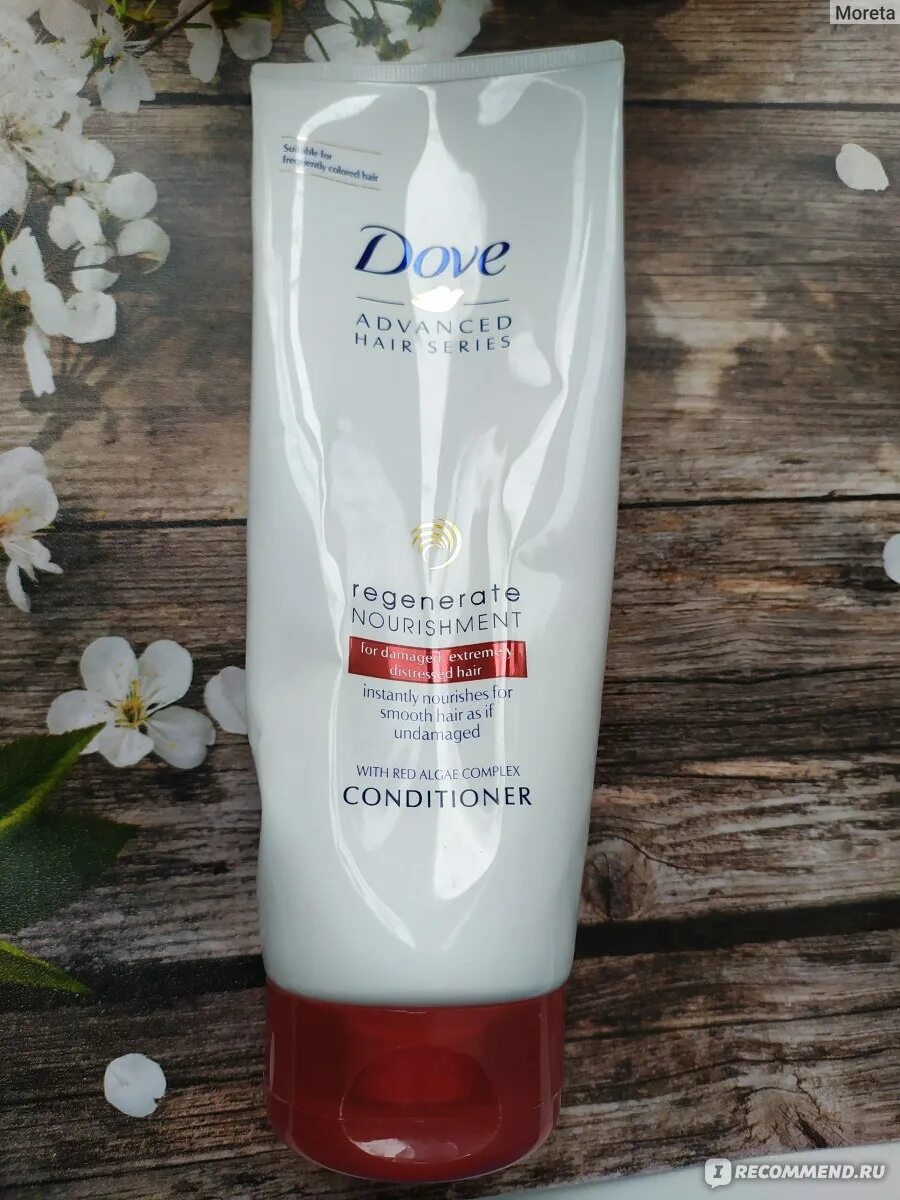 Moreta
Suitable for
frequently colored hair
Dove
ADVANCED
HAIR SERIES
regenerate
NOURISHMENT
for damaged, extremely
distressed hair
instantly nourishes for
smooth hair as if
undamaged
WITH RED ALGAE COMPLEX
CONDITIONER
IRECOMMEND.RU